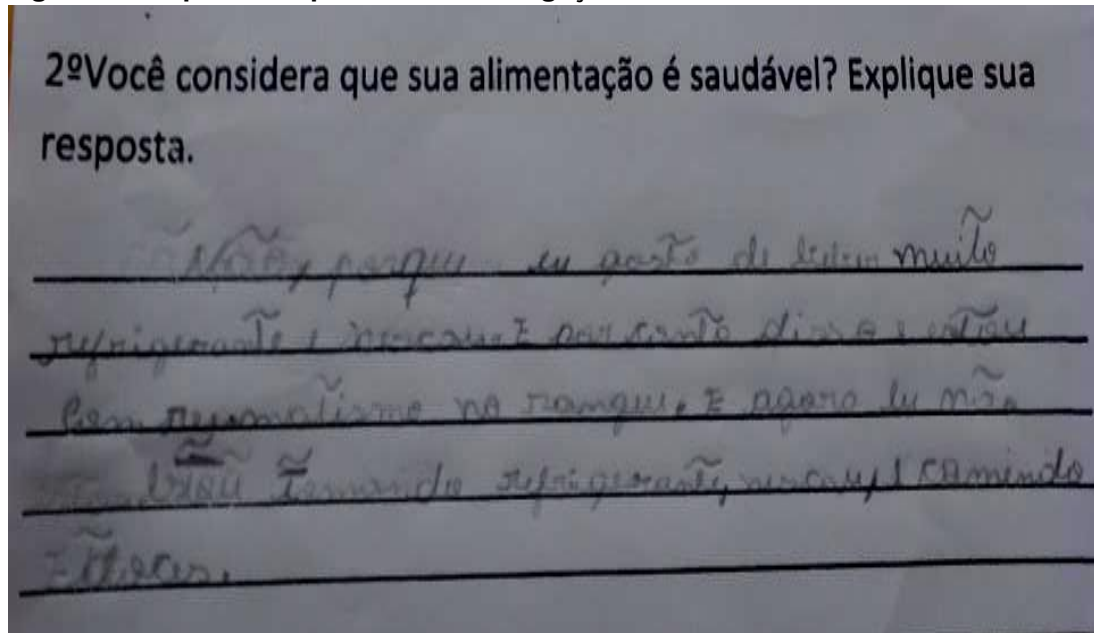 2ºVocê considera que sua alimentação é saudável? Explique sua
resposta.
Não, porque eu gosto de muito
refrigerante e nescau. E por conta disso e estou
com reumatismo no sangue. E agora eu não
estou tomando refrigerante, nescau, e comendo
doces.